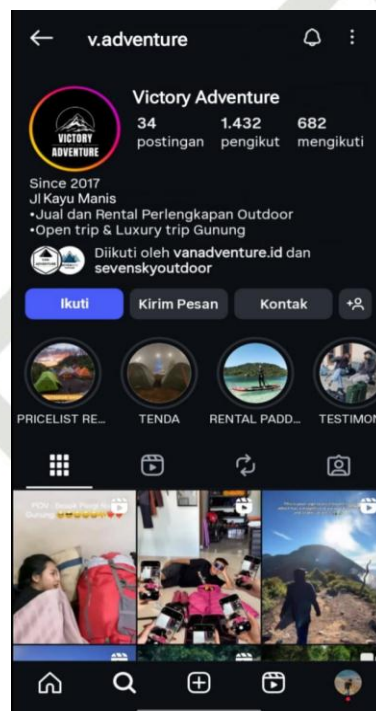 v.adventure
VICTORY
ADVENTURE
Victory Adventure
34 1.432 682
postingan pengikut mengikuti
Since 2017
Jl Kayu Manis
•Jual dan Rental Perlengkapan Outdoor
•Open trip & Luxury trip Gunung
Diikuti oleh vanadventure.id dan
sevenskyoutdoor
Ikuti Kirim Pesan Kontak
PRICELIST RE... TENDA RENTAL PADD... TESTIMON